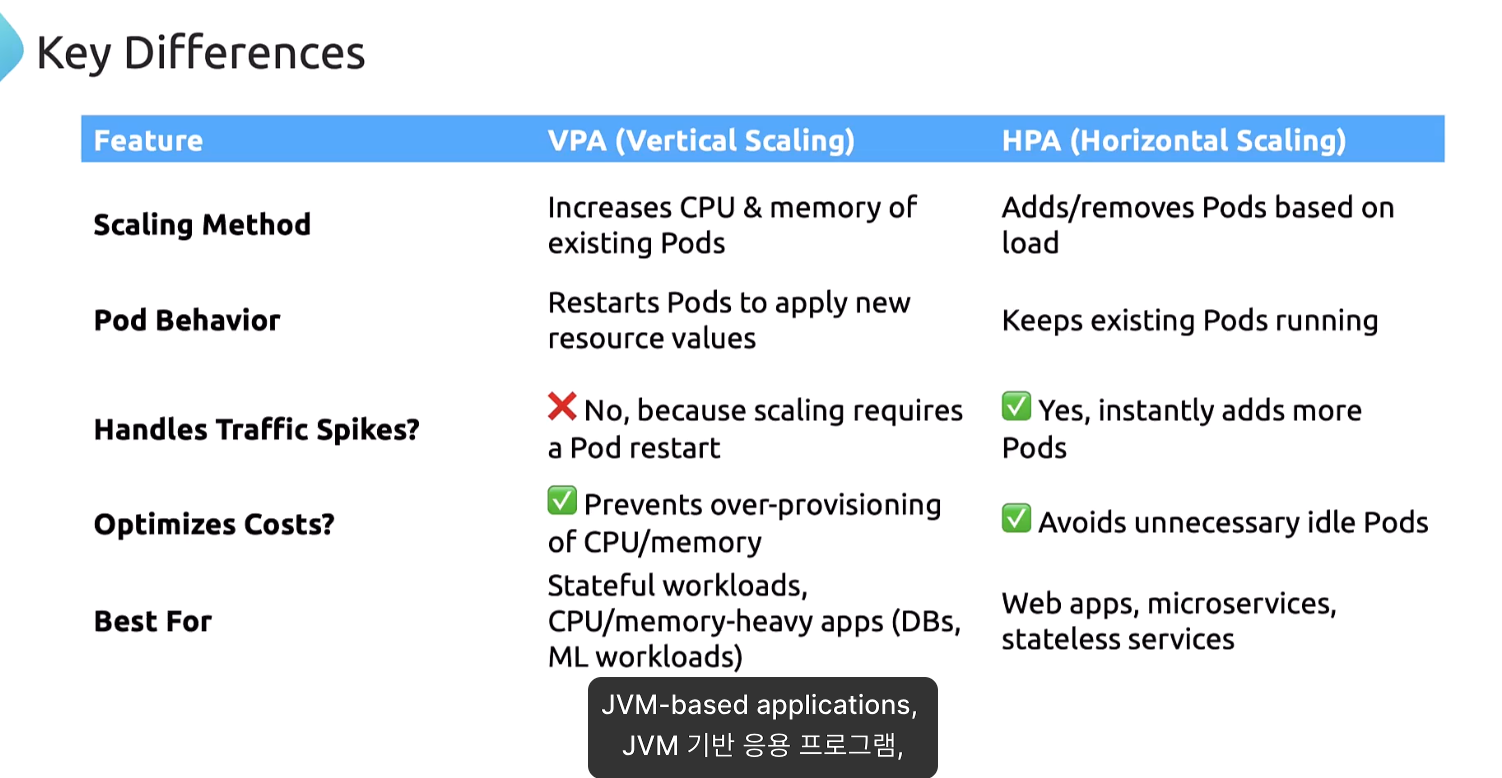 Key Differences
Feature VPA (Vertical Scaling) HPA (Horizontal Scaling)
Scaling Method
Increases CPU & memory of
existing Pods
Adds/removes Pods based on
load
Pod Behavior
Restarts Pods to apply new
resource values
Keeps existing Pods running
Handles Traffic Spikes?
❌ No, because scaling requires
a Pod restart
✅ Yes, instantly adds more
Pods
Optimizes Costs?
✅ Prevents over-provisioning
of CPU/memory
✅ Avoids unnecessary idle Pods
Best For
Stateful workloads,
CPU/memory-heavy apps (DBs,
ML workloads)
Web apps, microservices,
stateless services
JVM-based applications,
JVM 기반 응용 프로그램,